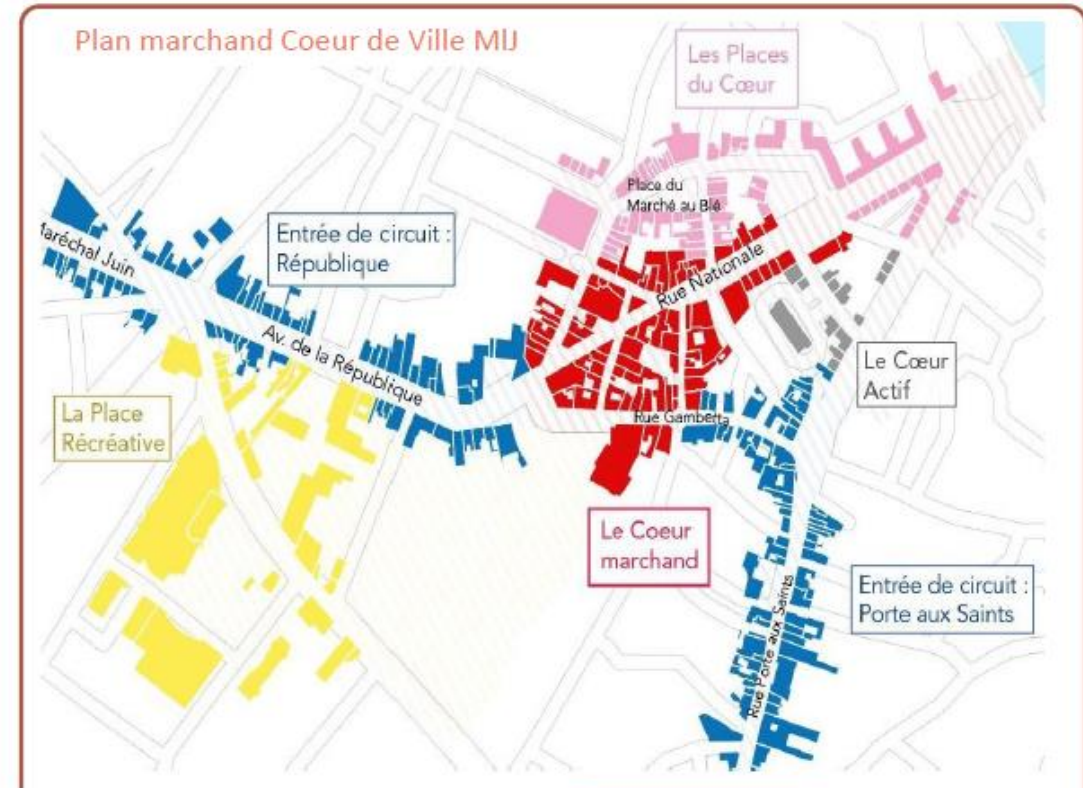 Plan marchand Coeur de Ville MIJ
Les Places
du Cœur
Place du
Marché au Blé
Entrée de circuit :
République
Maréchal Juin
Rue Nationale
Av. de la République
Le Cœur
Actif
La Place
Récréative
Rue Gambetta
Le Coeur
marchand
Entrée de circuit :
Porte aux Saints
Rue Porte aux Saints